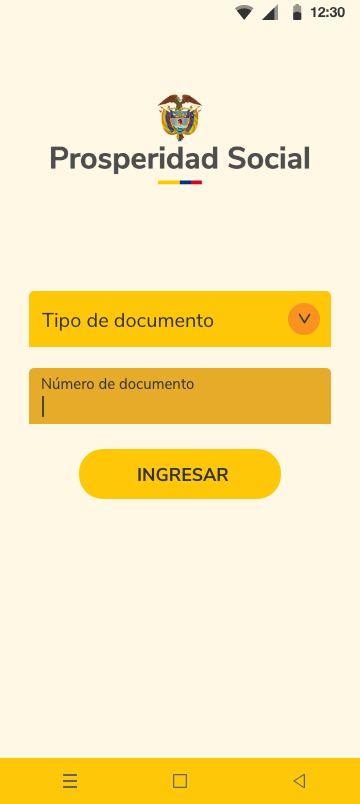 12:30
Prosperidad Social
Tipo de documento
Número de documento
INGRESAR